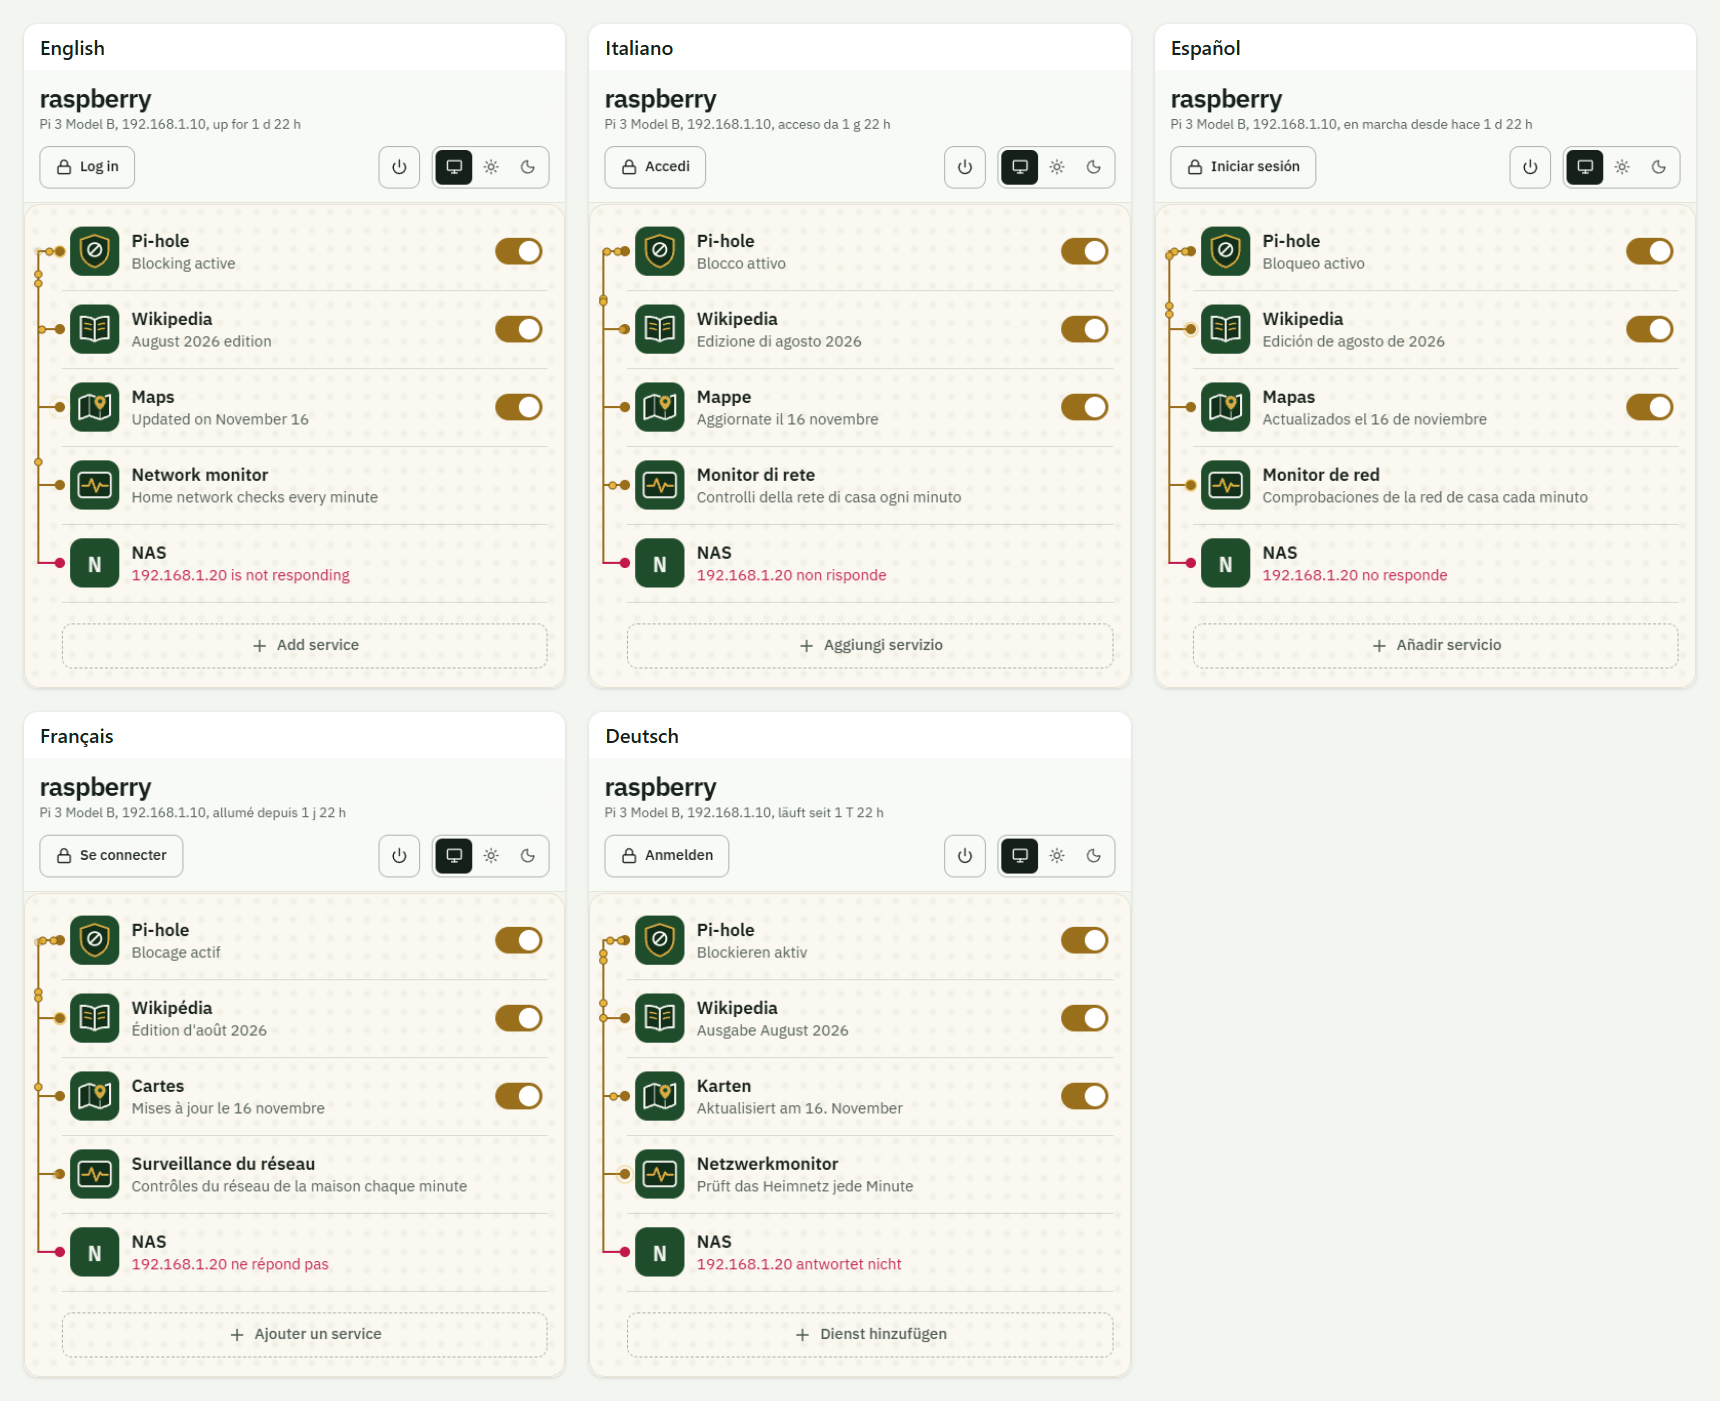 English
raspberry
Pi 3 Model B, 192.168.1.10, up for 1 d 22 h
Log in
Pi-hole
Blocking active
Wikipedia
August 2026 edition
Maps
Updated on November 16
Network monitor
Home network checks every minute
N
NAS
192.168.1.20 is not responding
+ Add service
Italiano
raspberry
Pi 3 Model B, 192.168.1.10, acceso da 1 g 22 h
Accedi
Pi-hole
Blocco attivo
Wikipedia
Edizione di agosto 2026
Mappe
Aggiornate il 16 novembre
Monitor di rete
Controlli della rete di casa ogni minuto
N
NAS
192.168.1.20 non risponde
+ Aggiungi servizio
Español
raspberry
Pi 3 Model B, 192.168.1.10, en marcha desde hace 1 d 22 h
Iniciar sesión
Pi-hole
Bloqueo activo
Wikipedia
Edición de agosto de 2026
Mapas
Actualizados el 16 de noviembre
Monitor de red
Comprobaciones de la red de casa cada minuto
N
NAS
192.168.1.20 no responde
+ Añadir servicio
Français
raspberry
Pi 3 Model B, 192.168.1.10, allumé depuis 1 j 22 h
Se connecter
Pi-hole
Blocage actif
Wikipédia
Édition d'août 2026
Cartes
Mises à jour le 16 novembre
Surveillance du réseau
Contrôles du réseau de la maison chaque minute
N
NAS
192.168.1.20 ne répond pas
+ Ajouter un service
Deutsch
raspberry
Pi 3 Model B, 192.168.1.10, läuft seit 1 T 22 h
Anmelden
Pi-hole
Blockieren aktiv
Wikipedia
Ausgabe August 2026
Karten
Aktualisiert am 16. November
Netzwerkmonitor
Prüft das Heimnetz jede Minute
N
NAS
192.168.1.20 antwortet nicht
+ Dienst hinzufügen